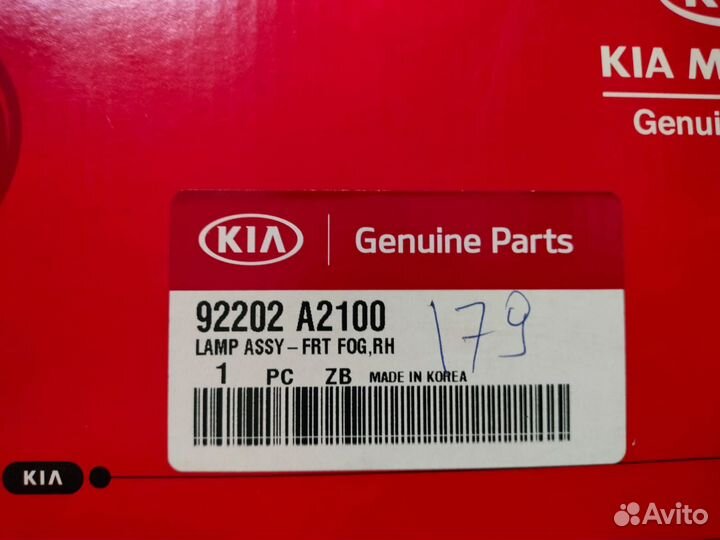 KIA M
Genui
KIA Genuine Parts
92202 A2100
179
LAMP ASSY-FRT FOG,RH
1 PC ZB MADE IN KOREA
KIA
Avito